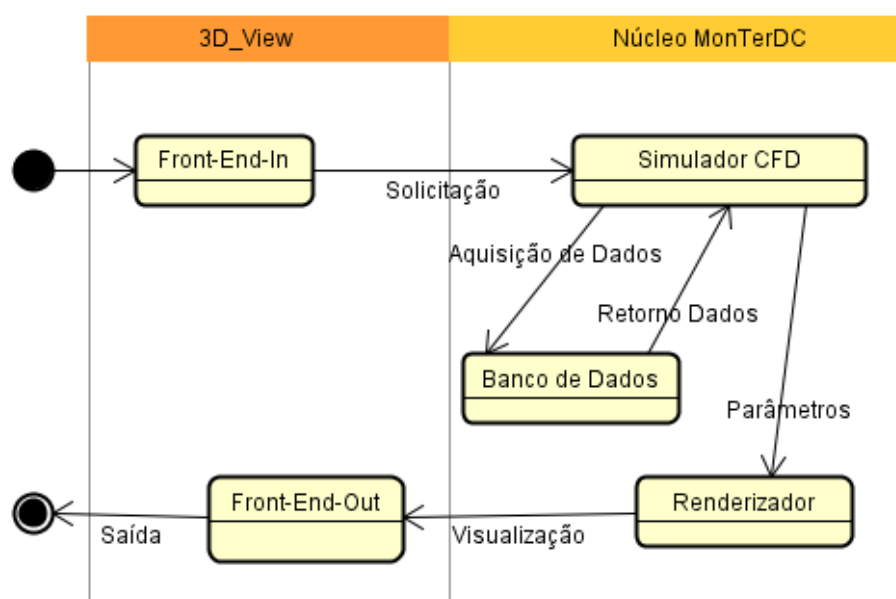 3D_View
Núcleo MonTerDC
Front-End-In
Simulador CFD
Solicitação
Aquisição de Dados
Retorno Dados
Banco de Dados
Parâmetros
Front-End-Out
Renderizador
Saída
Visualização